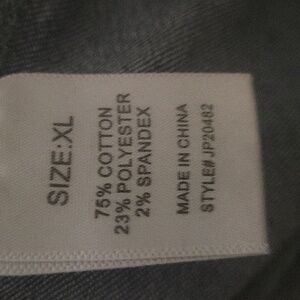 SIZE:XL
75% COTTON
23% POLYESTER
2% SPANDEX
MADE IN CHINA
STYLE# JP20482